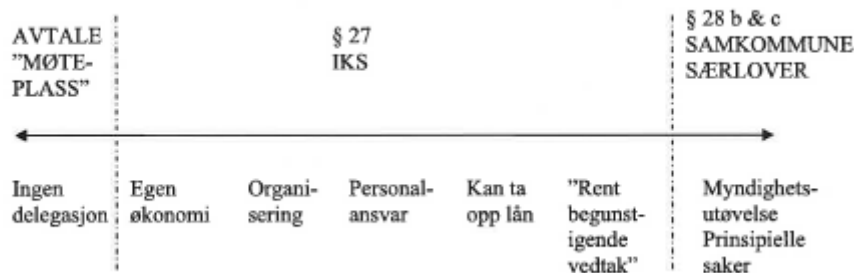 AVTALE
"MØTE-
PLASS"
§ 27
IKS
§ 28 b & c
SAMKOMMUNE
SÆRLOVER
Ingen
delegasjon
Egen
økonomi
Organi-
sering
Personal-
ansvar
Kan ta
opp lån
"Rent
begunst-
igende
vedtak"
Myndighets-
utøvelse
Prinsipielle
saker